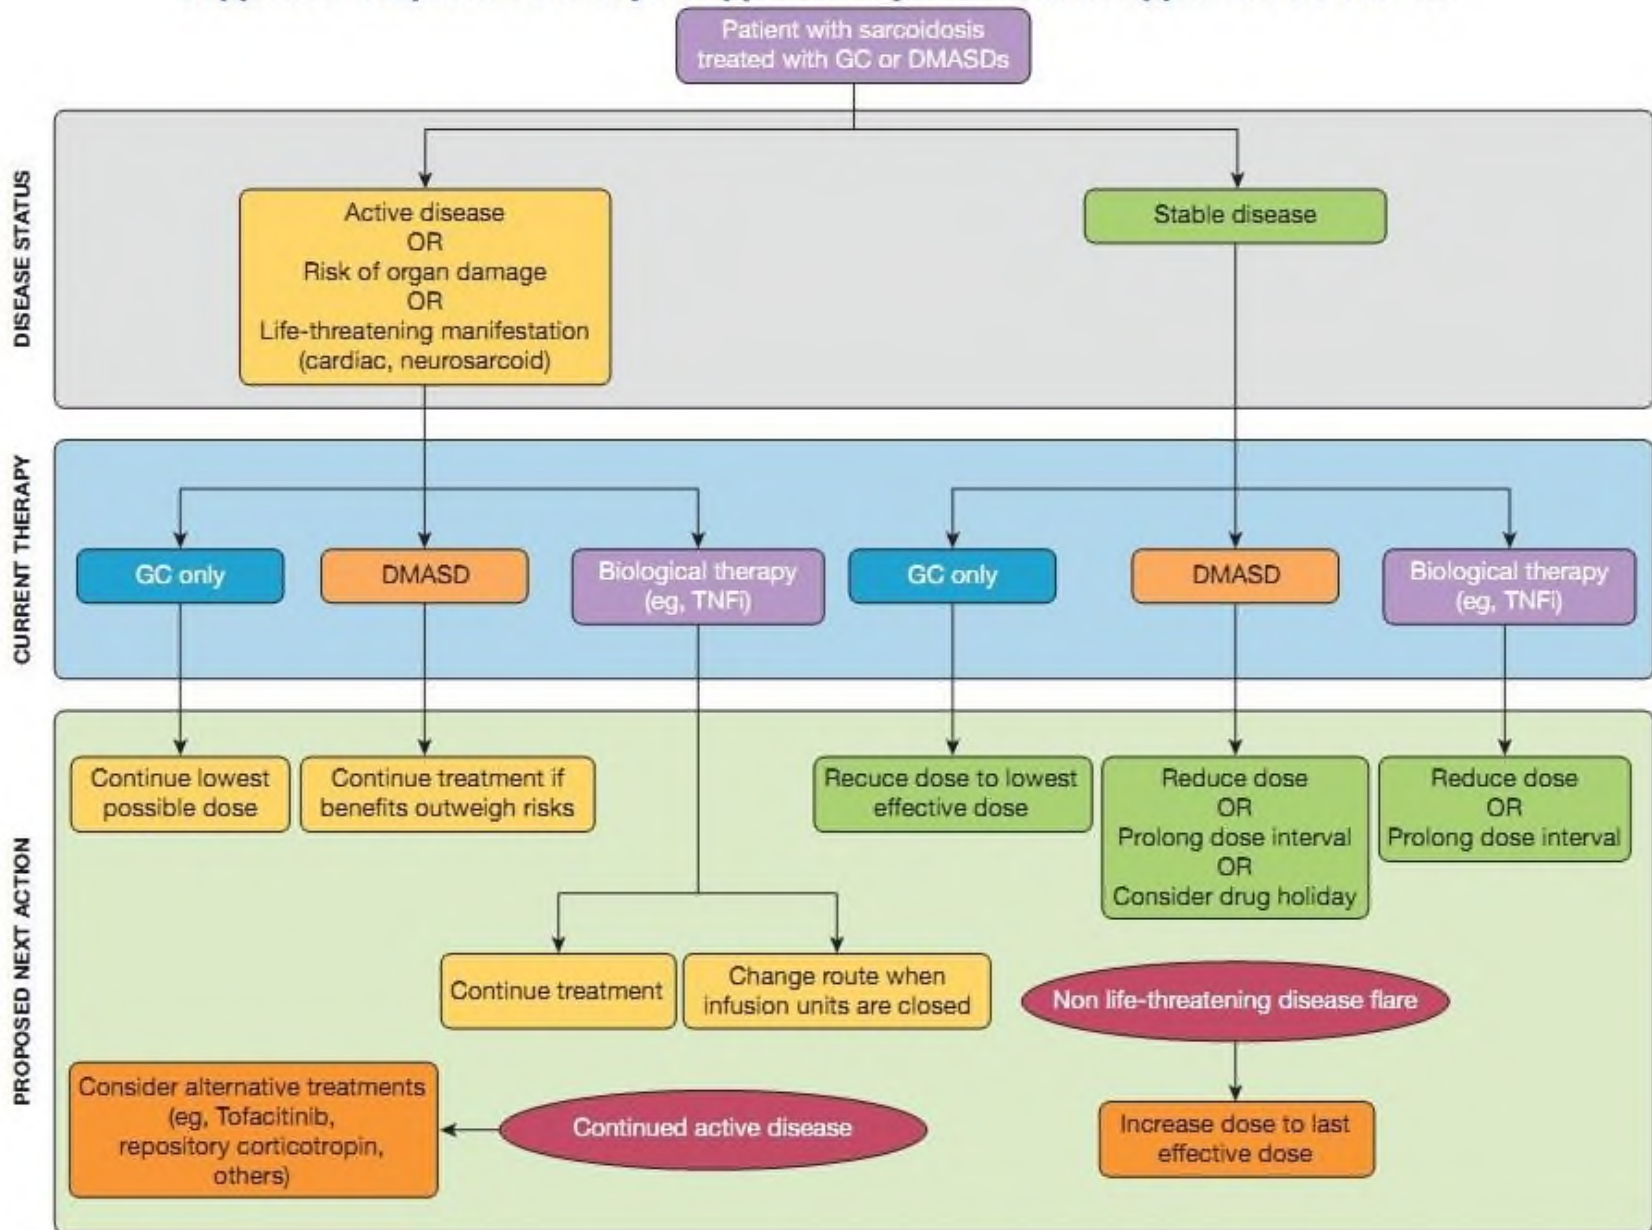 Patient with sarcoidosis
treated with GC or DMASDs
DISEASE STATUS
Active disease
OR
Risk of organ damage
OR
Life-threatening manifestation
(cardiac, neurosarcoid)
Stable disease
CURRENT THERAPY
GC only
DMASD
Biological therapy
(eg, TNFi)
GC only
DMASD
Biological therapy
(eg, TNFi)
PROPOSED NEXT ACTION
Continue lowest
possible dose
Continue treatment if
benefits outweigh risks
Recuce dose to lowest
effective dose
Reduce dose
OR
Prolong dose interval
OR
Consider drug holiday
Reduce dose
OR
Prolong dose interval
Continue treatment
Change route when
infusion units are closed
Non life-threatening disease flare
Consider alternative treatments
(eg, Tofacitinib,
repository corticotropin,
others)
Continued active disease
Increase dose to last
effective dose